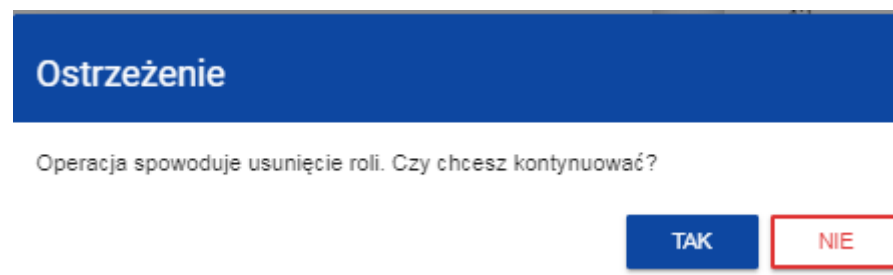 Ostrzeżenie
Operacja spowoduje usunięcie roli. Czy chcesz kontynuować?
TAK NIE